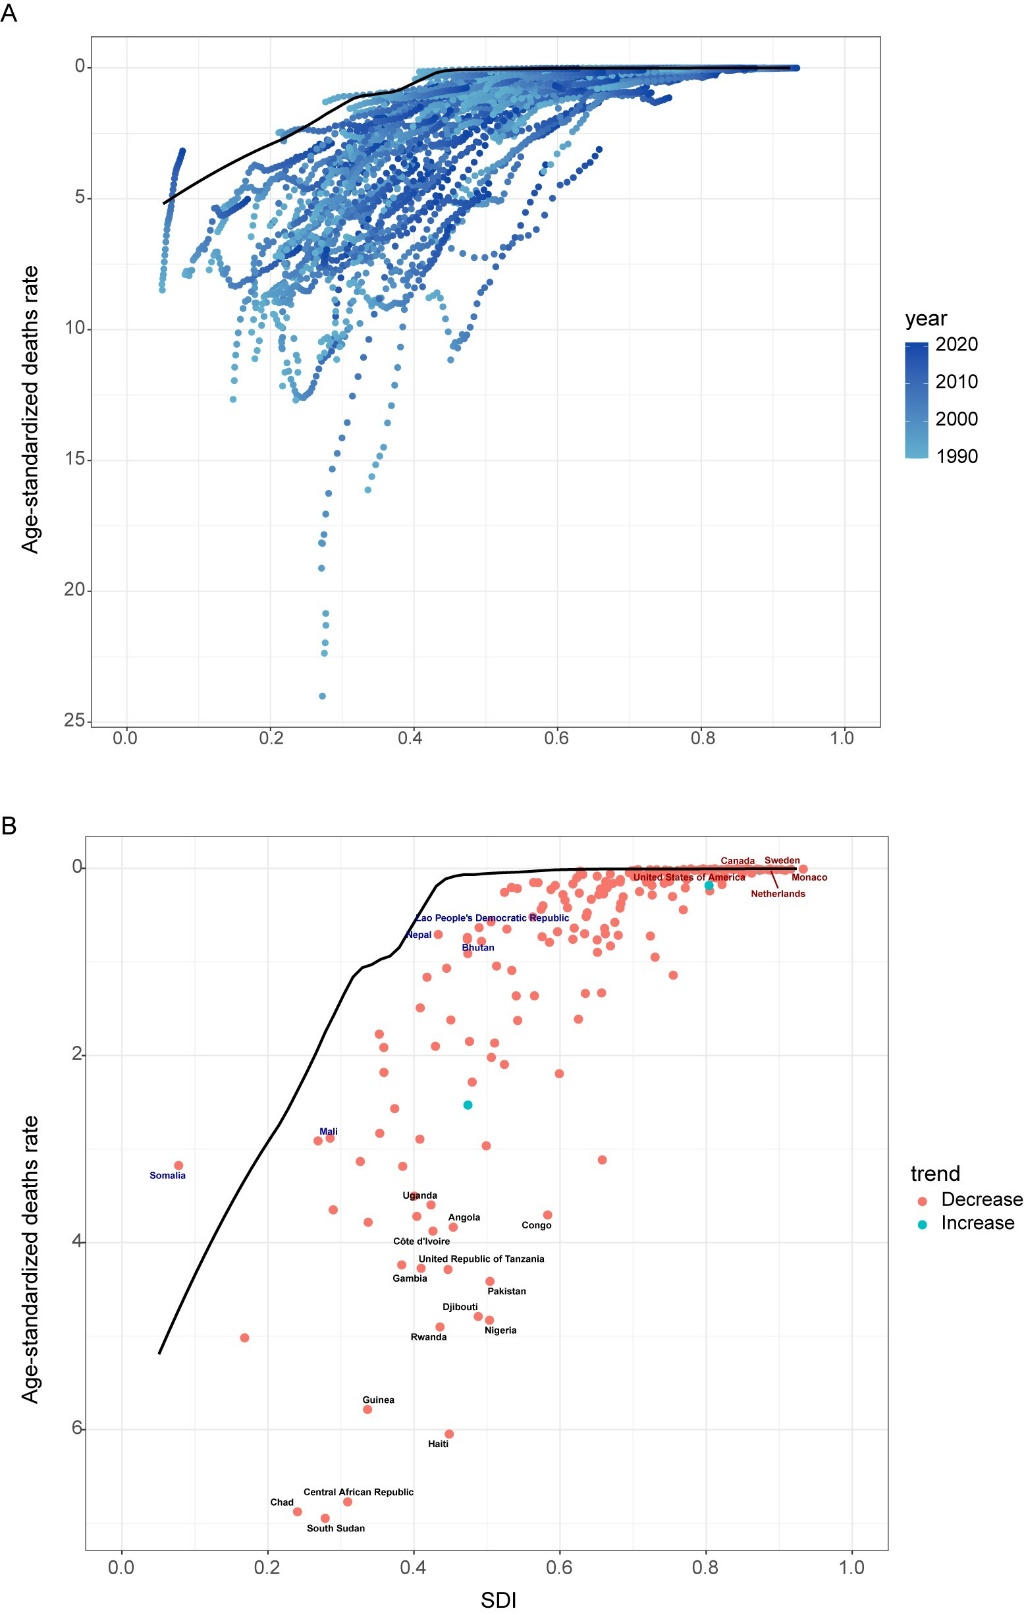 A
0
5
10
15
20
25
Age-standardized deaths rate
0.0 0.2 0.4 0.6 0.8 1.0
year
2020
2010
2000
1990
B
0
2
4
6
Age-standardized deaths rate
Canada Sweden
United States of America Monaco
Netherlands
Lao People's Democratic Republic
Nepal
Bhutan
Mali
Somalia
Uganda
Angola
Congo
Côte d'Ivoire
United Republic of Tanzania
Gambia
Pakistan
Djibouti
Nigeria
Rwanda
Guinea
Haiti
Central African Republic
Chad
South Sudan
0.0 0.2 0.4 0.6 0.8 1.0
SDI
trend
Decrease
Increase